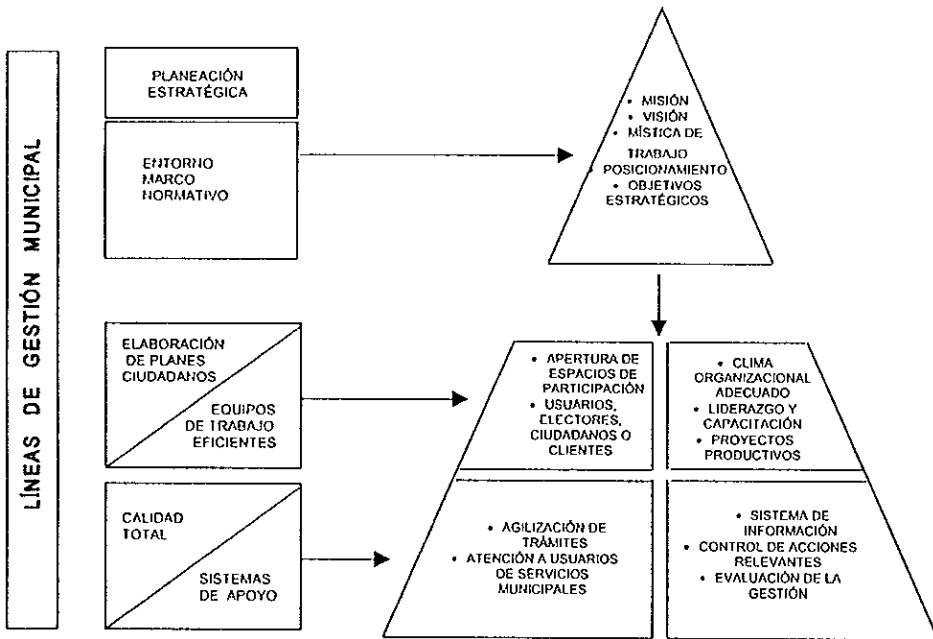 LÍNEAS DE GESTIÓN MUNICIPAL
PLANEACIÓN
ESTRATÉGICA
ENTORNO
MARCO
NORMATIVO
• MISIÓN
• VISIÓN
• MÍSTICA DE
TRABAJO
• POSICIONAMIENTO
• OBJETIVOS
ESTRATÉGICOS
ELABORACIÓN
DE PLANES
CIUDADANOS
EQUIPOS
DE TRABAJO
EFICIENTES
• APERTURA DE
ESPACIOS DE
PARTICIPACIÓN
• USUARIOS,
ELECTORES,
CIUDADANOS O
CLIENTES
• CLIMA
ORGANIZACIONAL
ADECUADO
• LIDERAZGO Y
CAPACITACIÓN
• PROYECTOS
PRODUCTIVOS
CALIDAD
TOTAL
SISTEMAS
DE APOYO
• AGILIZACIÓN DE
TRÁMITES
• ATENCIÓN A USUARIOS
DE SERVICIOS
MUNICIPALES
• SISTEMA DE
INFORMACIÓN
• CONTROL DE ACCIONES
RELEVANTES
• EVALUACIÓN DE LA
GESTIÓN